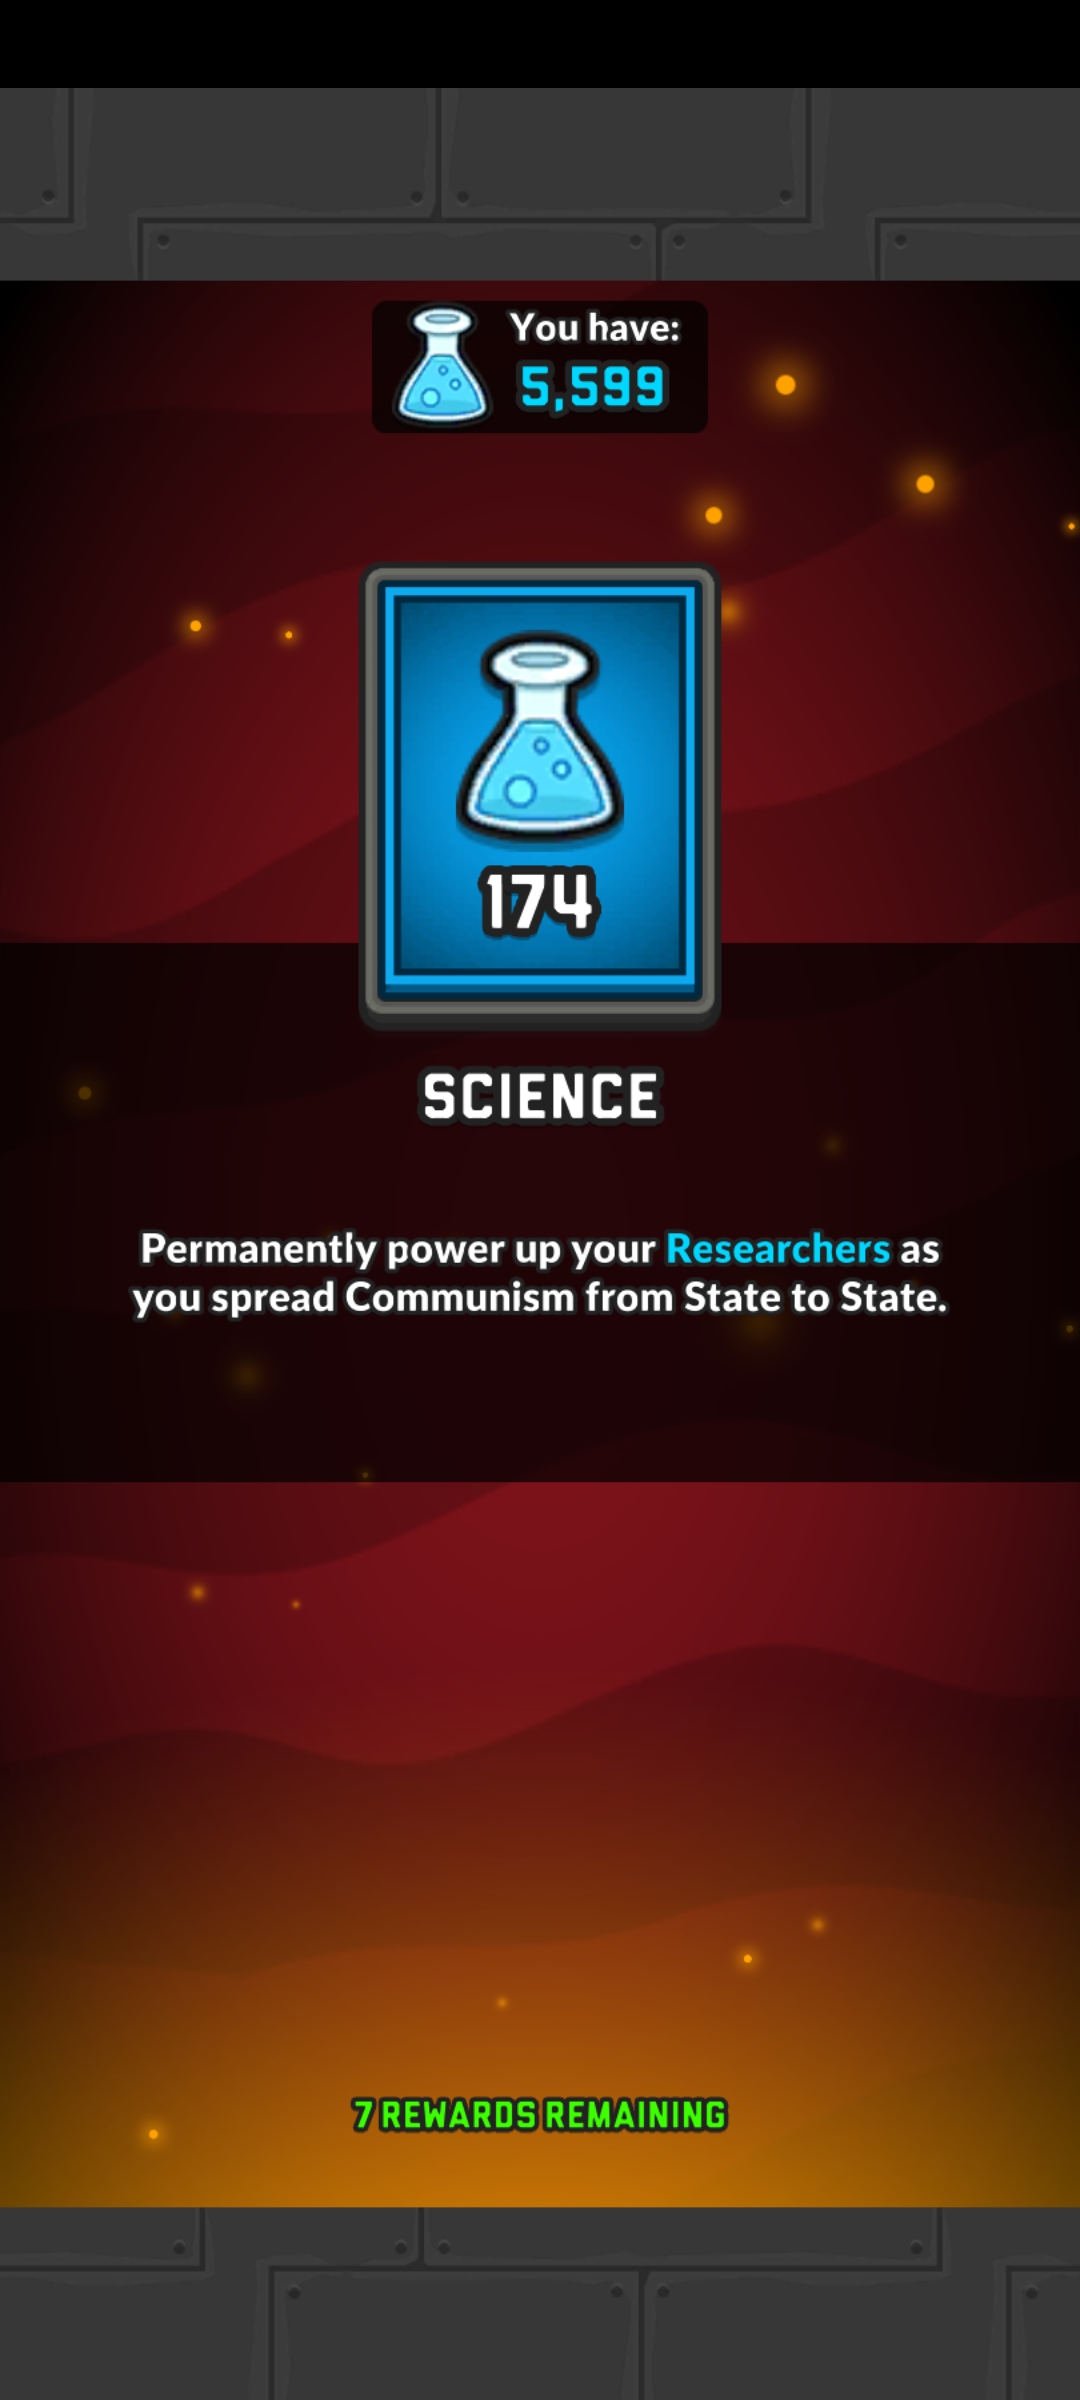 You have:
5,599
174
SCIENCE
Permanently power up your Researchers as
you spread Communism from State to State.
7 REWARDS REMAINING